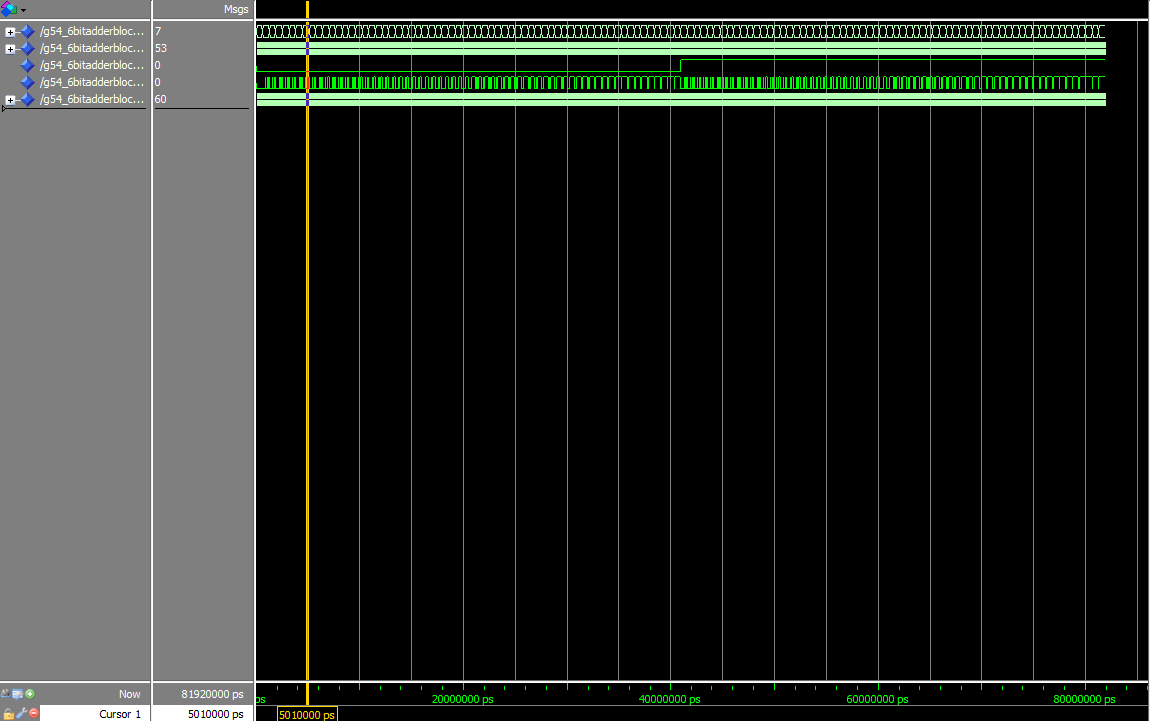 Msgs
/g54_6bitadderbloc... 7
/g54_6bitadderbloc... 53
/g54_6bitadderbloc... 0
/g54_6bitadderbloc... 0
/g54_6bitadderbloc... 60
Now 81920000 ps ps 20000000 ps 40000000 ps 60000000 ps 80000000 ps
Cursor 1 5010000 ps 5010000 ps